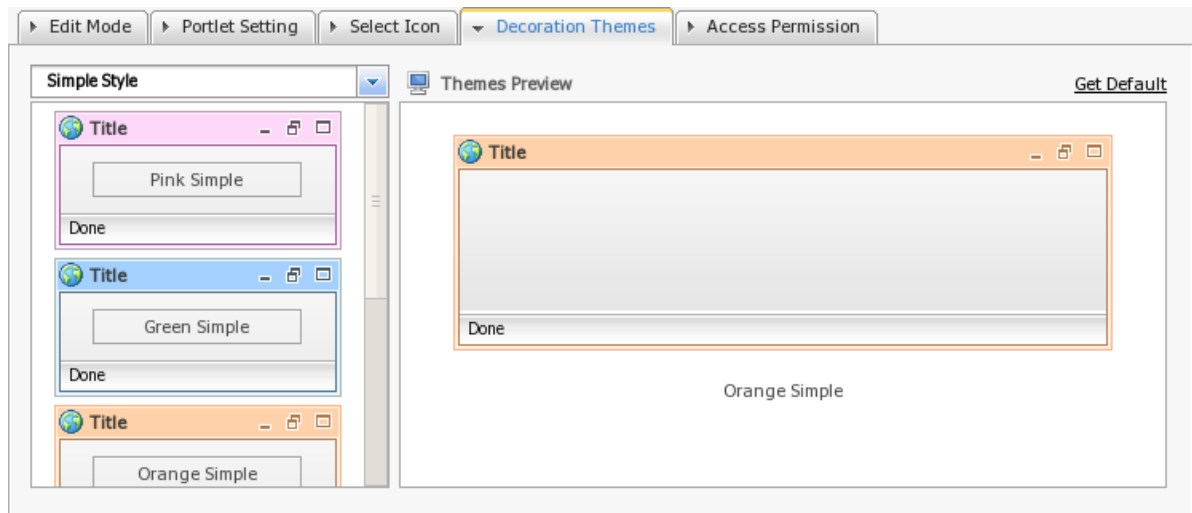 Edit Mode Portlet Setting Select Icon Decoration Themes Access Permission
Simple Style
Title
Pink Simple
Done
Title
Green Simple
Done
Title
Orange Simple
Themes Preview
Get Default
Title
Done
Orange Simple